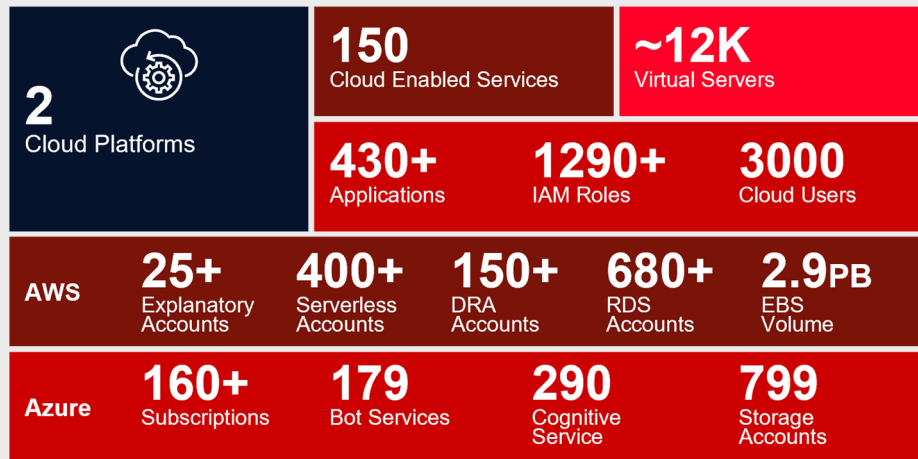 2
Cloud Platforms
150
Cloud Enabled Services
~12K
Virtual Servers
430+
Applications
1290+
IAM Roles
3000
Cloud Users
AWS
25+
Explanatory
Accounts
400+
Serverless
Accounts
150+
DRA
Accounts
680+
RDS
Accounts
2.9PB
EBS
Volume
Azure
160+
Subscriptions
179
Bot Services
290
Cognitive
Service
799
Storage
Accounts